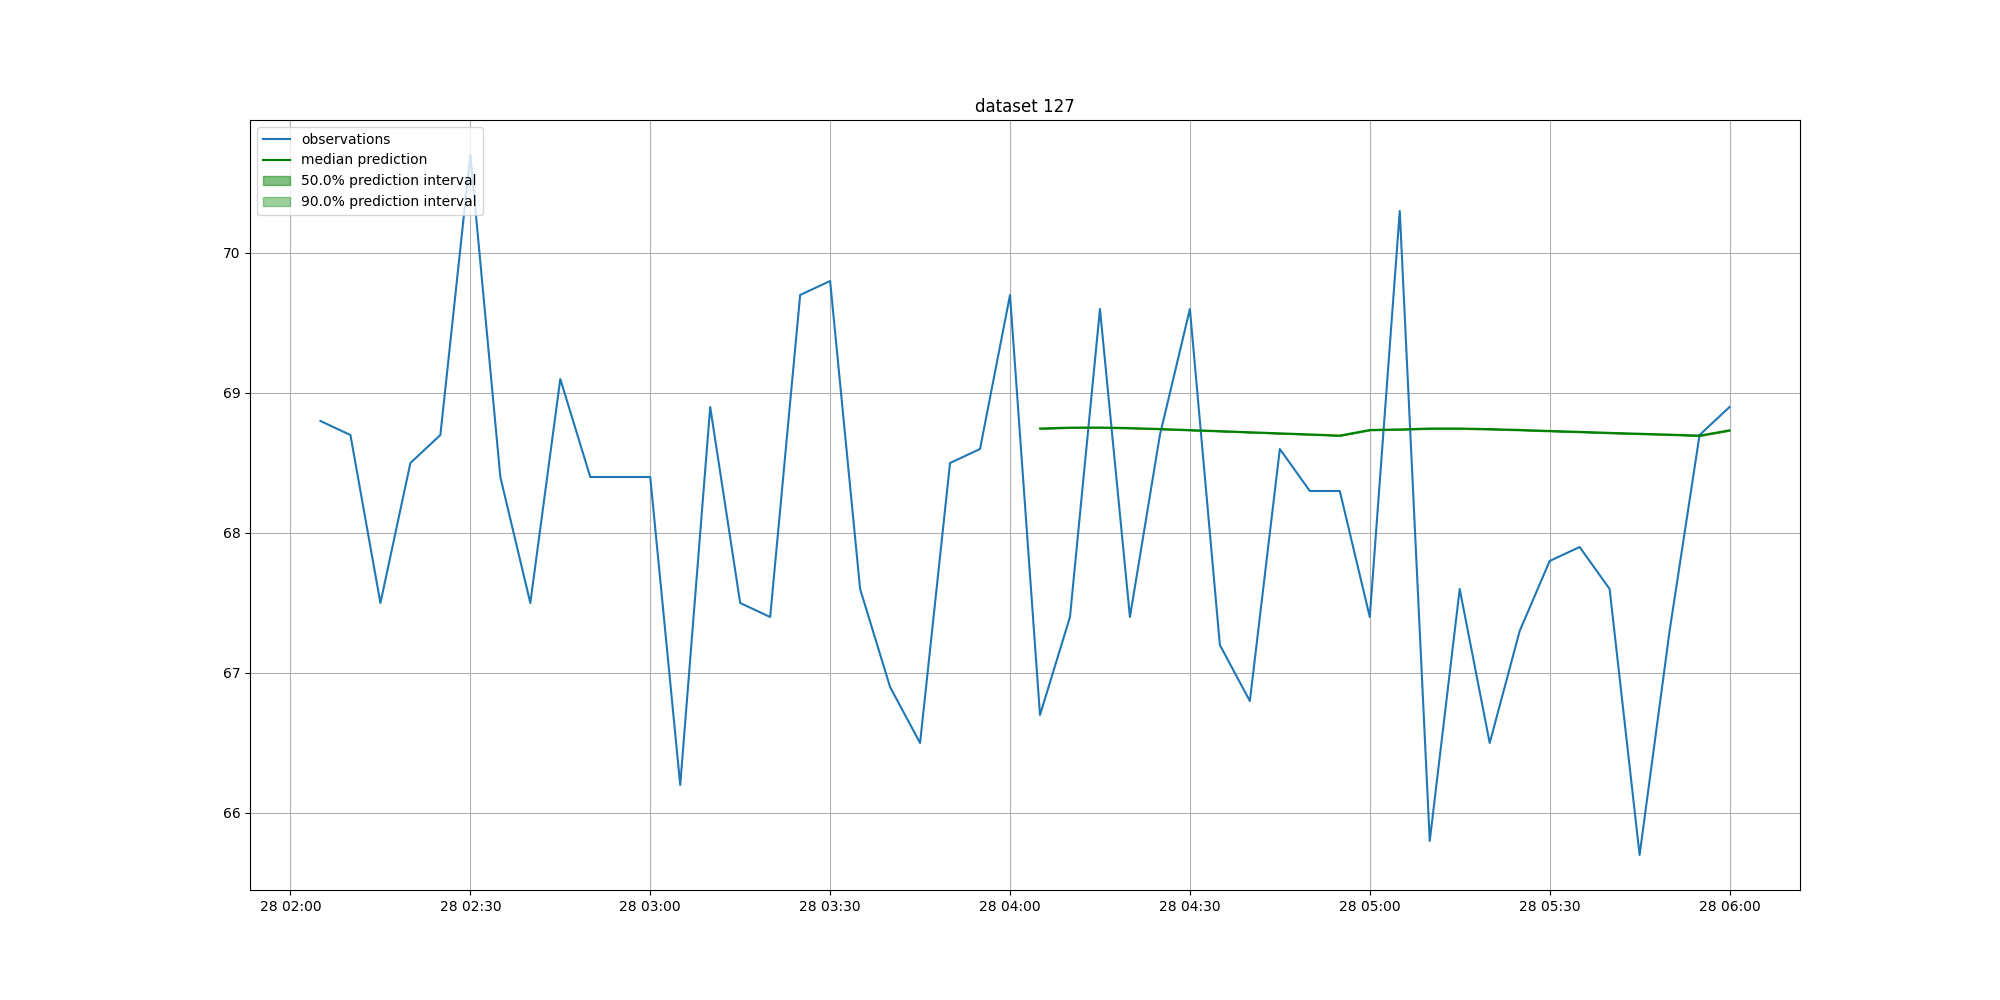 dataset 127
observations
median prediction
50.0% prediction interval
90.0% prediction interval
70
69
68
67
66
28 02:00 28 02:30 28 03:00 28 03:30 28 04:00 28 04:30 28 05:00 28 05:30 28 06:00